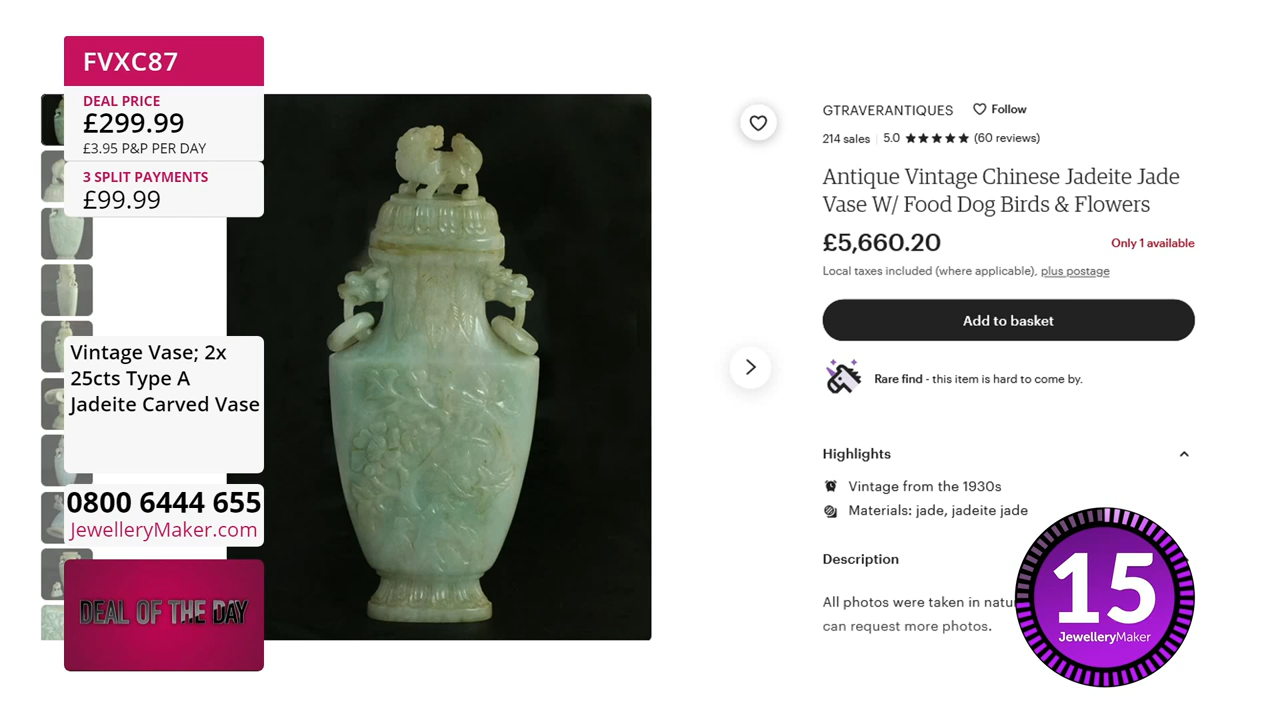 FVXC87
DEAL PRICE
£299.99
£3.95 P&P PER DAY
3 SPLIT PAYMENTS
£99.99
Vintage Vase; 2x
25cts Type A
Jadeite Carved Vase
0800 6444 655
JewelleryMaker.com
DEAL OF THE DAY
GTRAVERANTIQUES
Follow
214 sales
5.0
(60 reviews)
Antique Vintage Chinese Jadeite Jade
Vase W/ Food Dog Birds & Flowers
£5,660.20
Only 1 available
Local taxes included (where applicable), plus postage
Add to basket
Rare find - this item is hard to come by.
Highlights
Vintage from the 1930s
Materials: jade, jadeite jade
Description
All photos were taken in natu
can request more photos.
15
JewelleryMaker